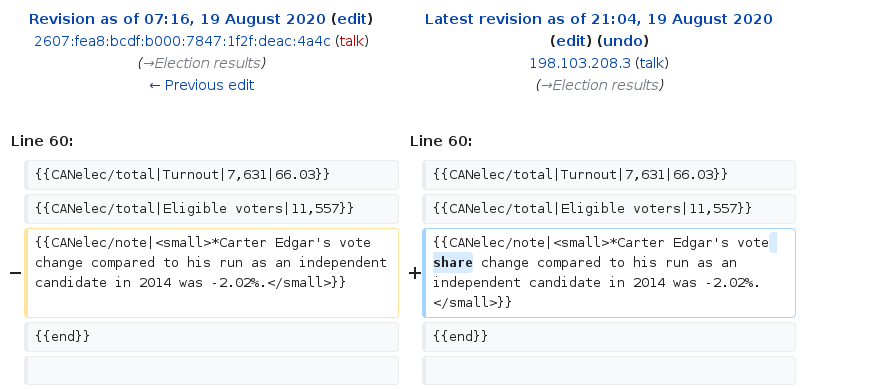 Revision as of 07:16, 19 August 2020 (edit)
2607:fea8:bcdf:b000:7847:1f2f:deac:4a4c (talk)
(→Election results)
← Previous edit
Latest revision as of 21:04, 19 August 2020
(edit) (undo)
198.103.208.3 (talk)
(→Election results)
Line 60:
Line 60:
{{CANelec/total|Turnout|7,631|66.03}}
{{CANelec/total|Turnout|7,631|66.03}}
{{CANelec/total|Eligible voters|11,557}}
{{CANelec/total|Eligible voters|11,557}}
−
{{CANelec/note|<small>*Carter Edgar's vote
change compared to his run as an independent
candidate in 2014 was -2.02%.</small>}}
+
{{CANelec/note|<small>*Carter Edgar's vote
share change compared to his run as an
independent candidate in 2014 was -2.02%.
</small>}}
{{end}}
{{end}}